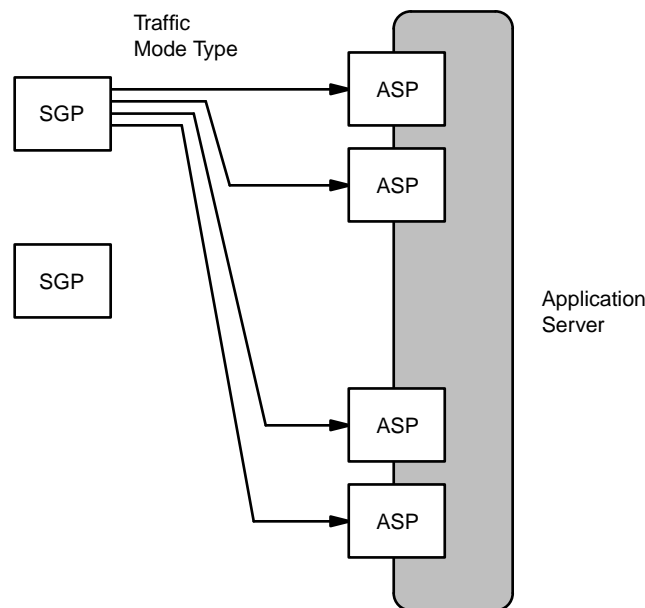 Traffic
Mode Type
SGP
ASP
ASP
SGP
Application
Server
ASP
ASP